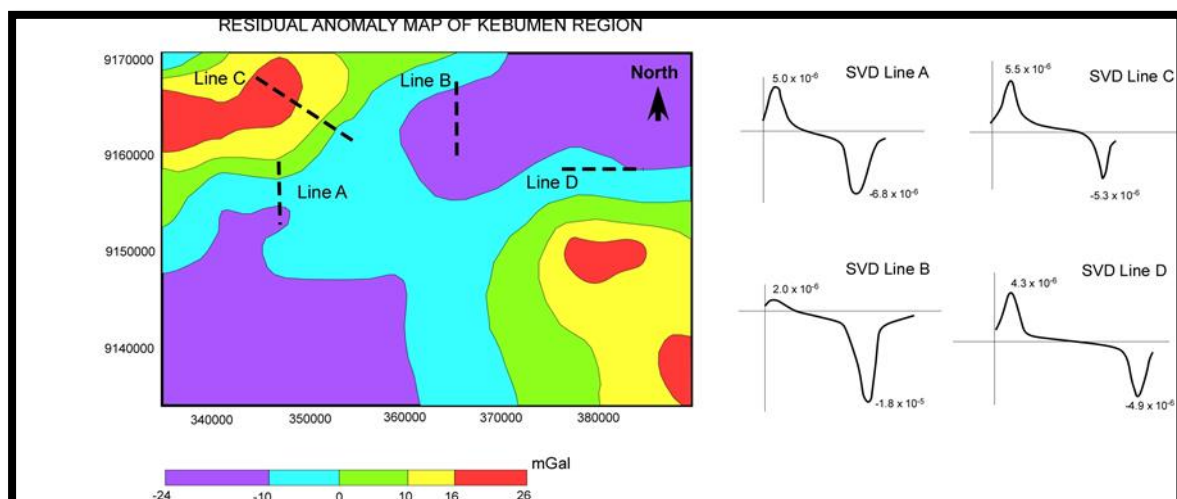 RESIDUAL ANOMALY MAP OF KEBUMEN REGION
9170000
9160000
9150000
9140000
Line C
Line B
North
Line A
Line D
340000 350000 360000 370000 380000
mGal
-24 -10 0 10 16 26
SVD Line A
5.0 x 10⁻⁶
-6.8 x 10⁻⁶
SVD Line C
5.5 x 10⁻⁶
-5.3 x 10⁻⁶
SVD Line B
2.0 x 10⁻⁶
-1.8 x 10⁻⁵
SVD Line D
4.3 x 10⁻⁶
-4.9 x 10⁻⁶